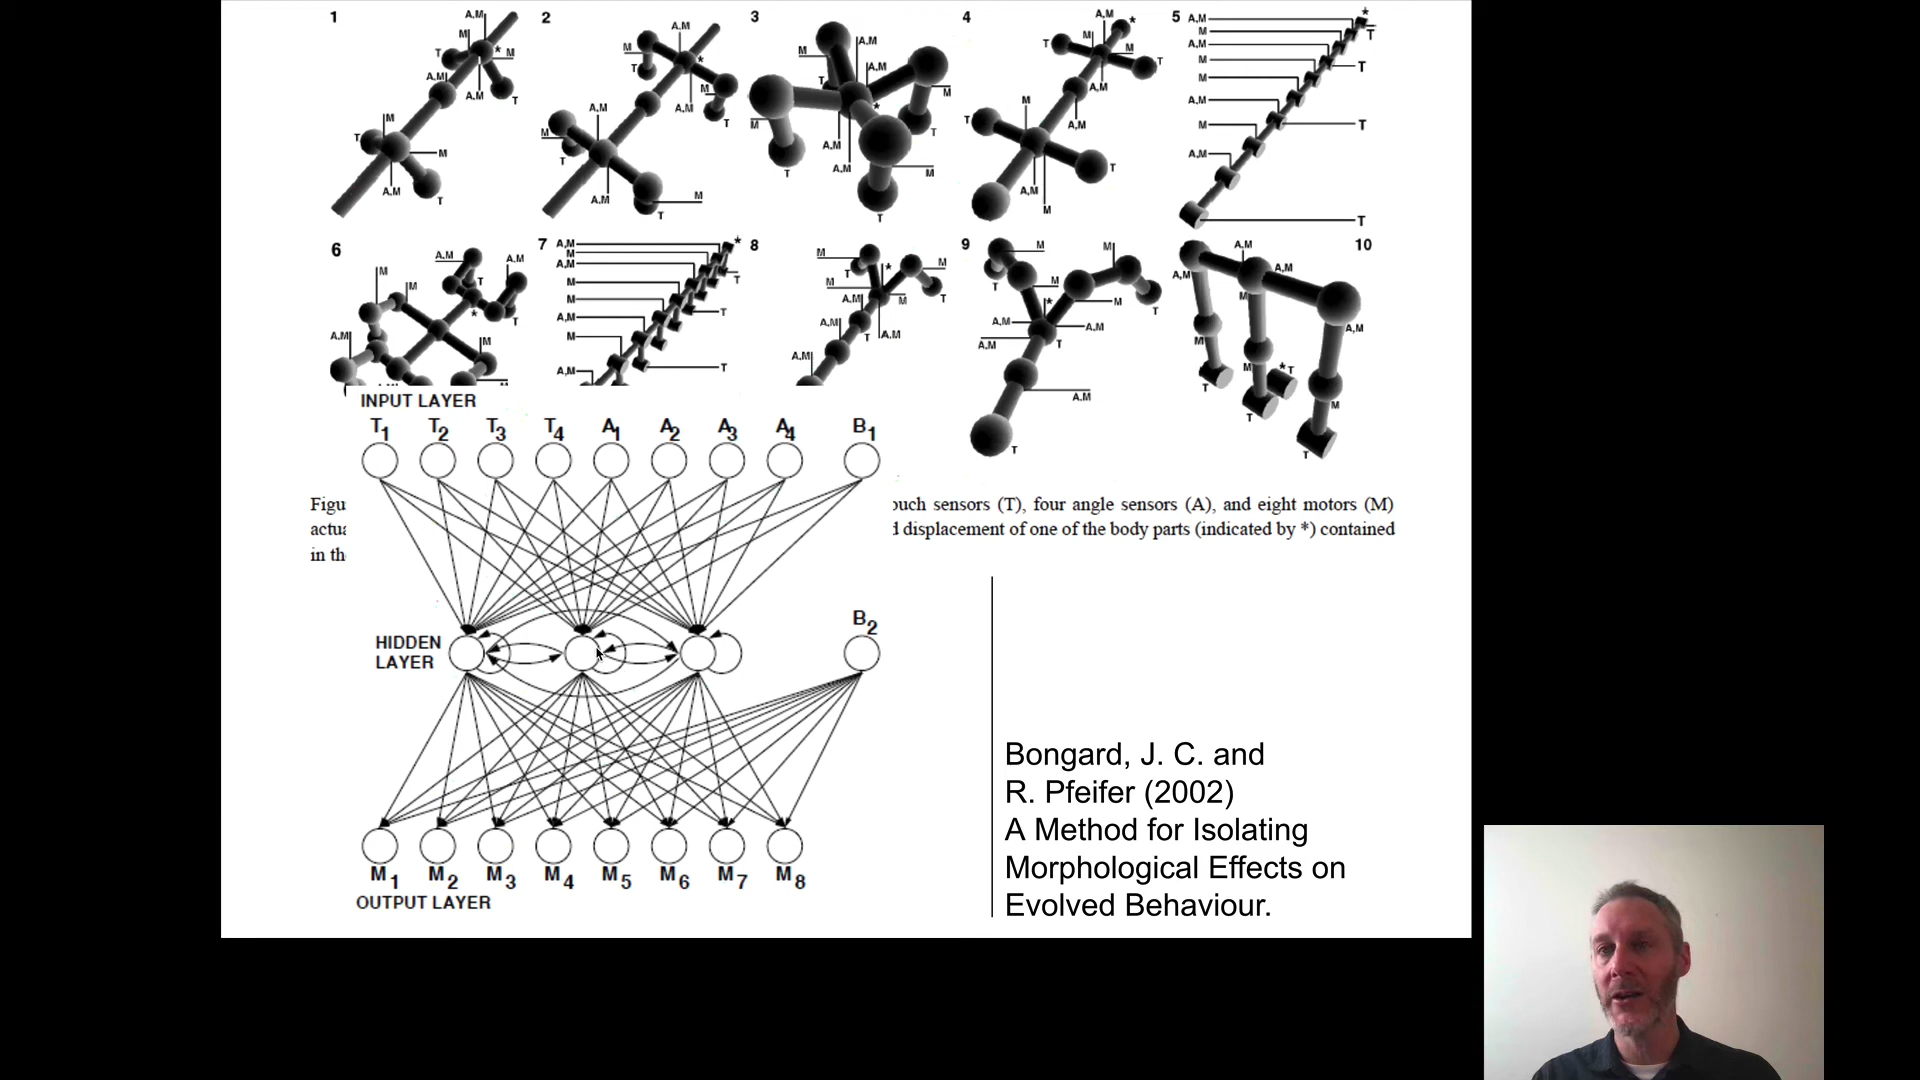 1 2 3 4 5
A,M A,M A,M A,M * A,M
M M M A,M M M T
T * M T * T T M T A,M
A,M A,M M M T * M A,M M T
A,M T M T M A,M M
M A,M M A,M T A,M M
T M T T A,M T A,M T
A,M A,M M T A,M M
T T M T M T
6 7 8 9 10
A,M A,M A,M * M M M A,M
M T M A,M T * M T M A,M A,M
M * T M A,M M T * M T M
A,M M A,M T A,M A,M A,M A,M A,M
M T A,M T A,M T M
A,M T A,M A,M M * T
T T M
T T
INPUT LAYER
T1 T2 T3 T4 A1 A2 A3 A4 B1
Figu
ouch sensors (T), four angle sensors (A), and eight motors (M)
actua
d displacement of one of the body parts (indicated by *) contained
in th
B2
HIDDEN
LAYER
M1 M2 M3 M4 M5 M6 M7 M8
OUTPUT LAYER
Bongard, J. C. and
R. Pfeifer (2002)
A Method for Isolating
Morphological Effects on
Evolved Behaviour.